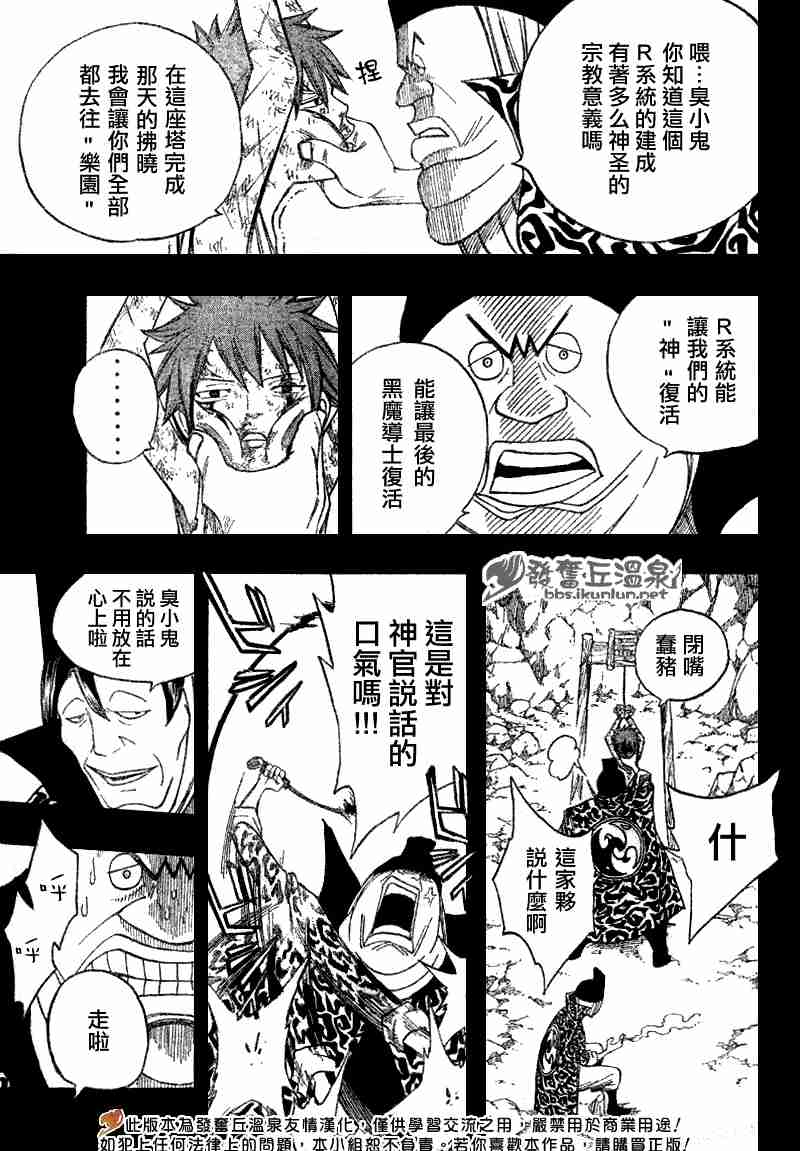 喂…臭小鬼
你知道這個
R系統的建成
有著多么神圣的
宗教意義嗎
捏
在這座塔完成
那天的拂曉
我會讓你們全部
都去往"樂園"
R系統能
讓我們的
"神"復活
能讓最後的
黑魔導士復活
……
發奮丘溫泉
bbs.ikunlun.net
閉嘴
蠢豬
什
這家夥
説什麼啊
這是對
神官説話的
口氣嗎!!!
臭小鬼
説的話
不用放在
心上啦
呼
呼
走啦
此版本為發奮丘溫泉友情漢化，僅供學習交流之用，嚴禁用於商業用途!
如犯上任何法律上的問題，本小組恕不負責。若你喜歡本作品，請購買正版!